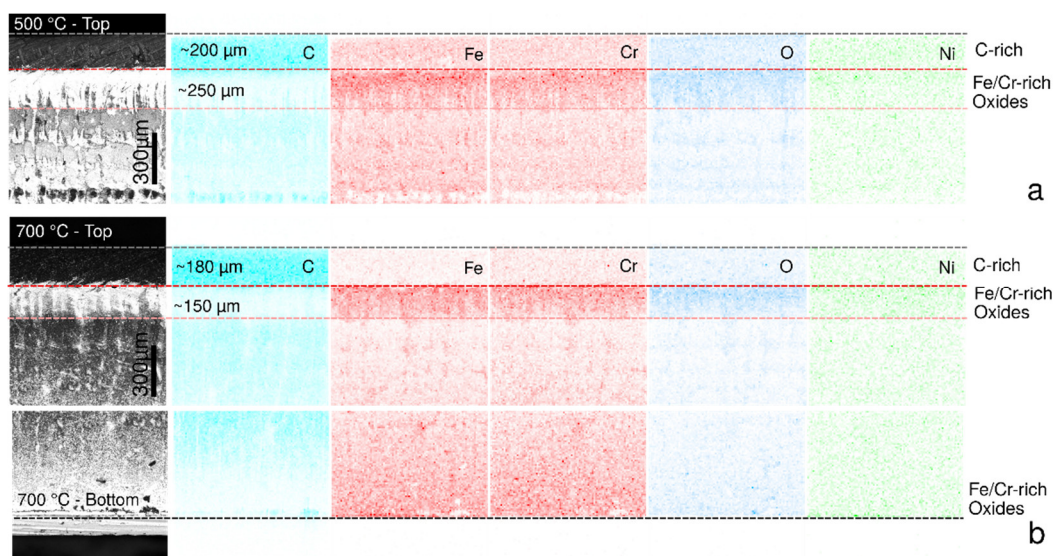 500 °C - Top
~200 µm
C
Fe
Cr
O
Ni
C-rich
~250 µm
Fe/Cr-rich
Oxides
300µm
a
700 °C - Top
~180 µm
C
Fe
Cr
O
Ni
C-rich
~150 µm
Fe/Cr-rich
Oxides
300µm
700 °C - Bottom
Fe/Cr-rich
Oxides
b